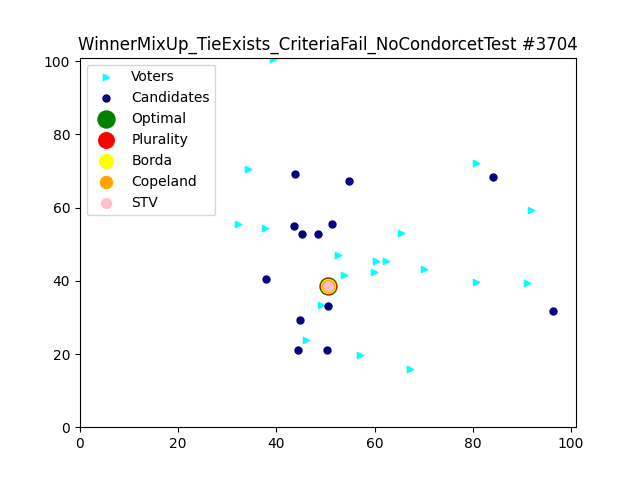 WinnerMixUp_TieExists_CriteriaFail_NoCondorcetTest #3704
100
80
60
40
20
0
Voters
Candidates
Optimal
Plurality
Borda
Copeland
STV
0 20 40 60 80 100